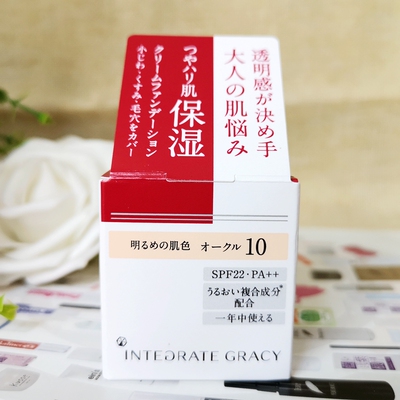 透明感が決め手
大人の肌悩み
つやハリ肌
保湿
クリームファンデーション
小じわ・くすみ・毛穴をカバー
明るめの肌色 オークル10
SPF22・PA++
うるおい複合成分*
配合
一年中使える
INTEGRATE GRACY